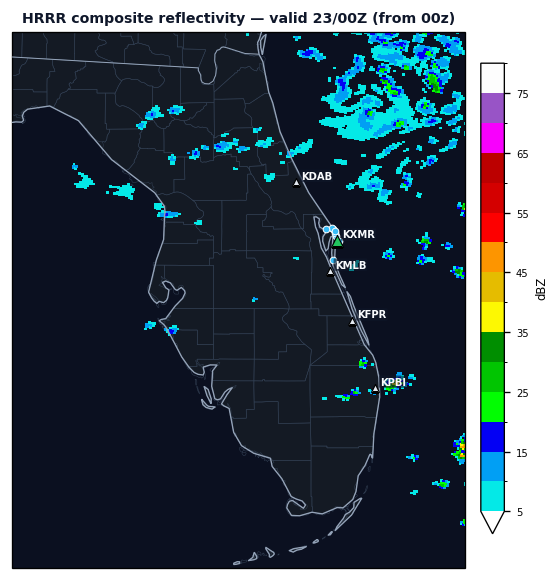 HRRR composite reflectivity — valid 23/00Z (from 00z)
KDAB
KXMR
KMLB
KFPR
KPBI
75
65
55
45
35
25
15
5
dBZ